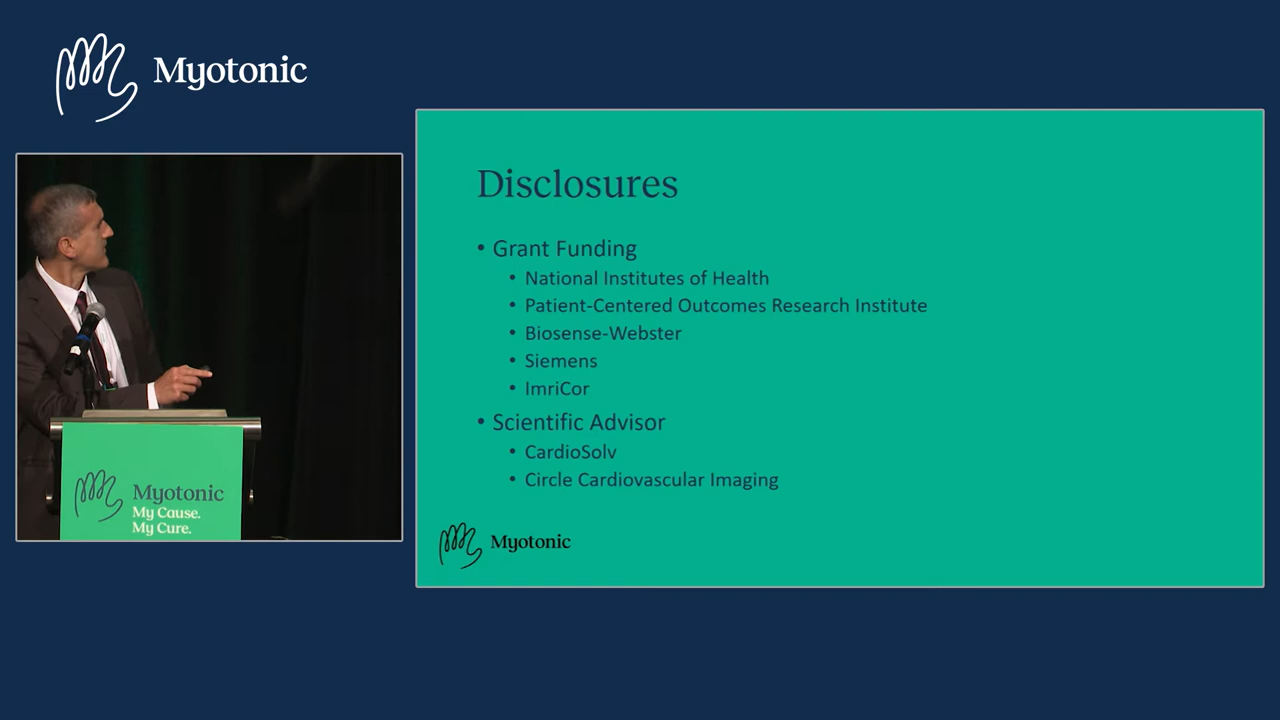 Myotonic
Disclosures
• Grant Funding
• National Institutes of Health
• Patient-Centered Outcomes Research Institute
• Biosense-Webster
• Siemens
• ImriCor
• Scientific Advisor
• CardioSolv
• Circle Cardiovascular Imaging
Myotonic
Myotonic
My Cause.
My Cure.